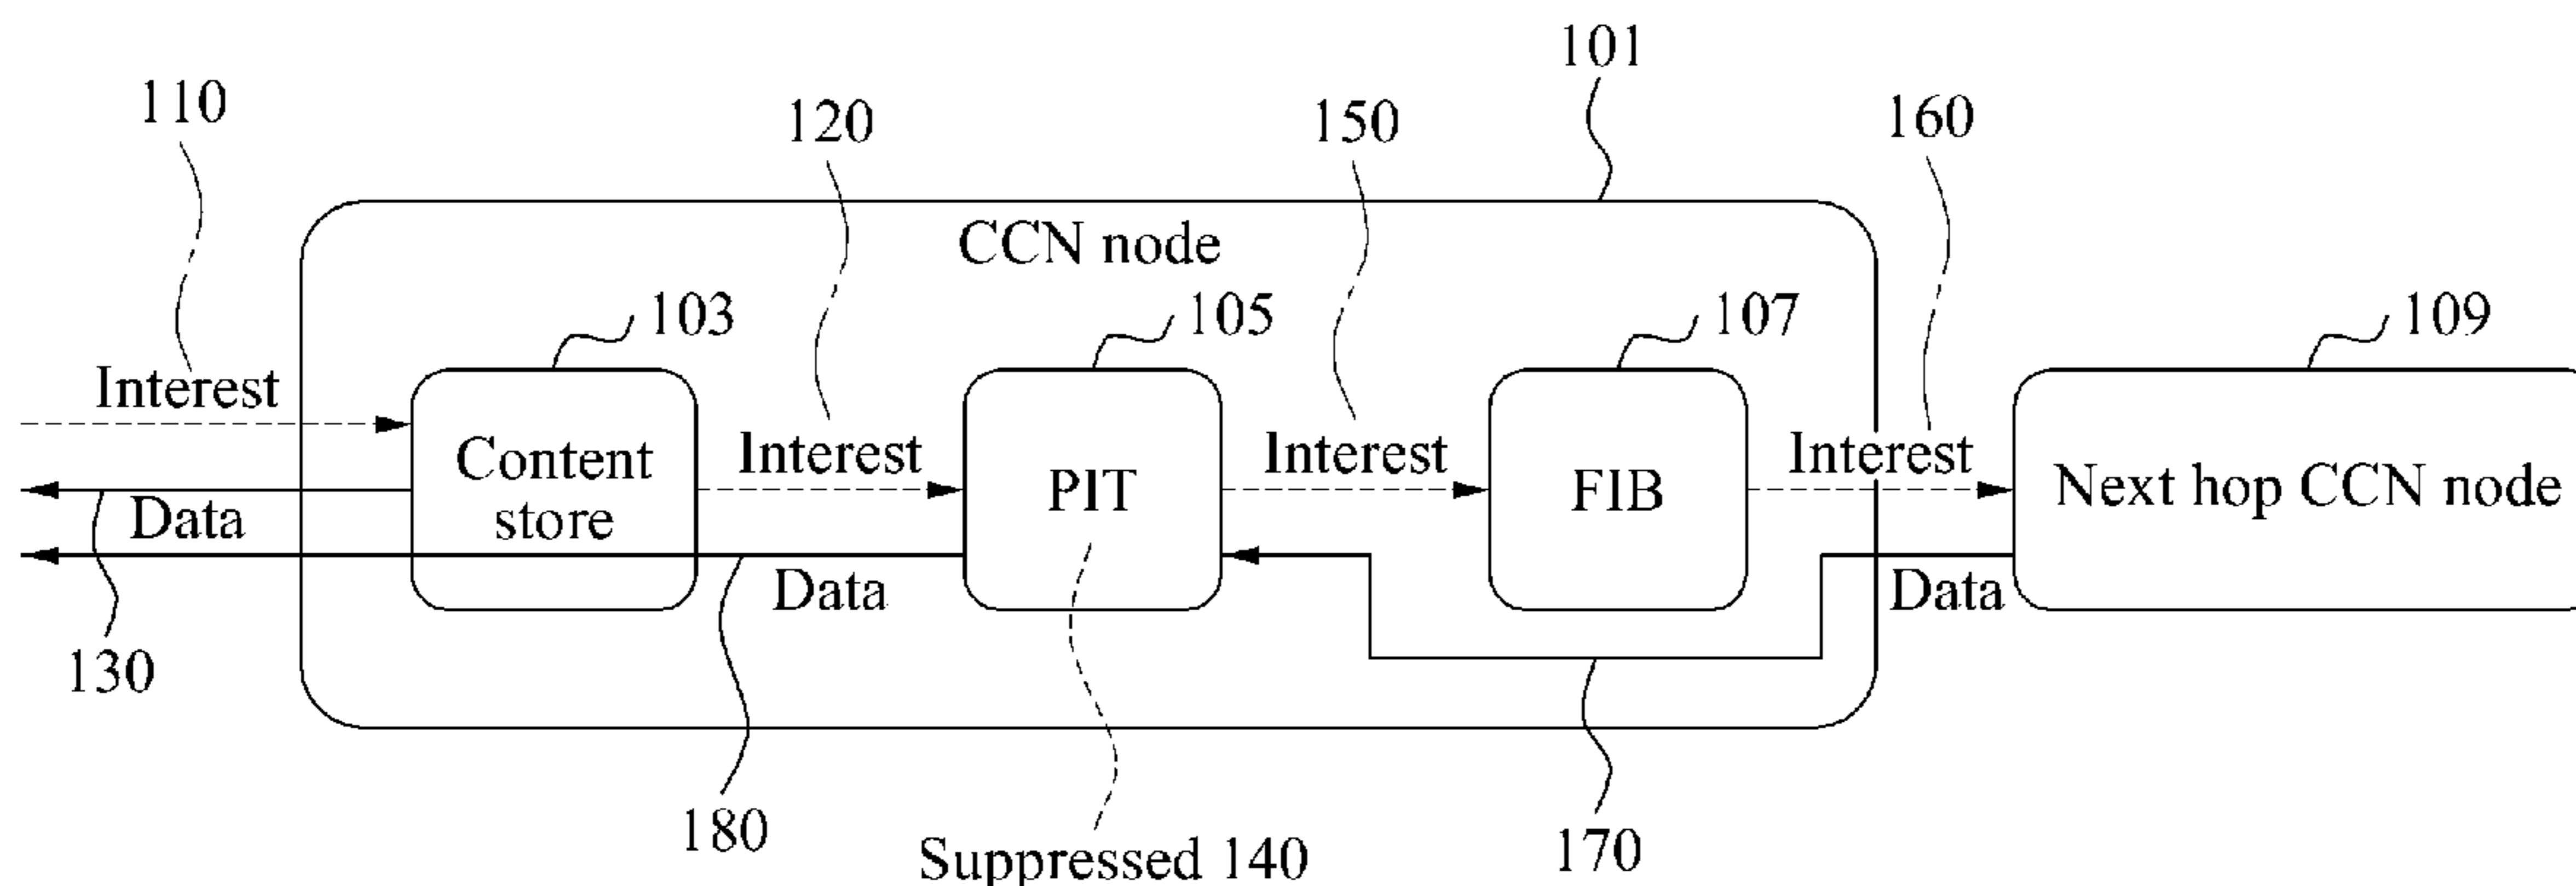 101
110
120
150
160
CCN node
103
105
107
109
Interest
Content
store
Interest
PIT
Interest
FIB
Interest
Next hop CCN node
Data
Data
Data
130
180
170
Suppressed 140